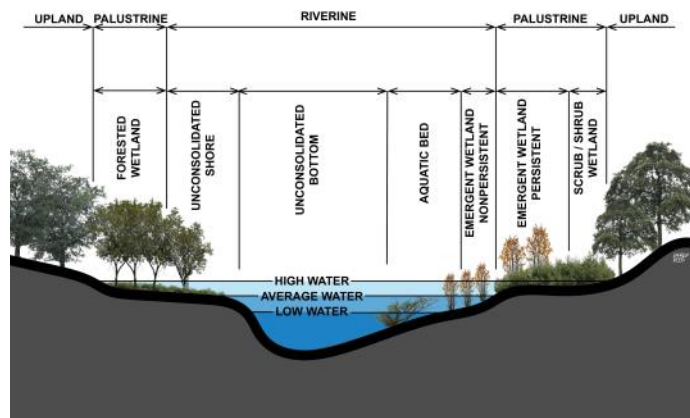 UPLAND
PALUSTRINE
RIVERINE
PALUSTRINE
UPLAND
FORESTED
WETLAND
UNCONSOLIDATED
SHORE
UNCONSOLIDATED
BOTTOM
AQUATIC BED
EMERGENT WETLAND
NONPERSISTENT
EMERGENT WETLAND
PERSISTENT
SCRUB / SHRUB
WETLAND
HIGH WATER
AVERAGE WATER
LOW WATER